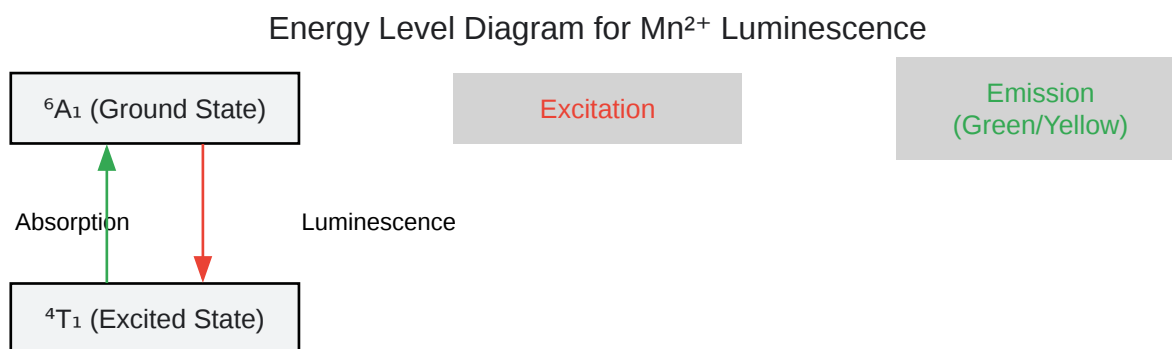 Energy Level Diagram for Mn²⁺ Luminescence
⁶A₁ (Ground State)
Excitation
Emission
(Green/Yellow)
Absorption
Luminescence
⁴T₁ (Excited State)